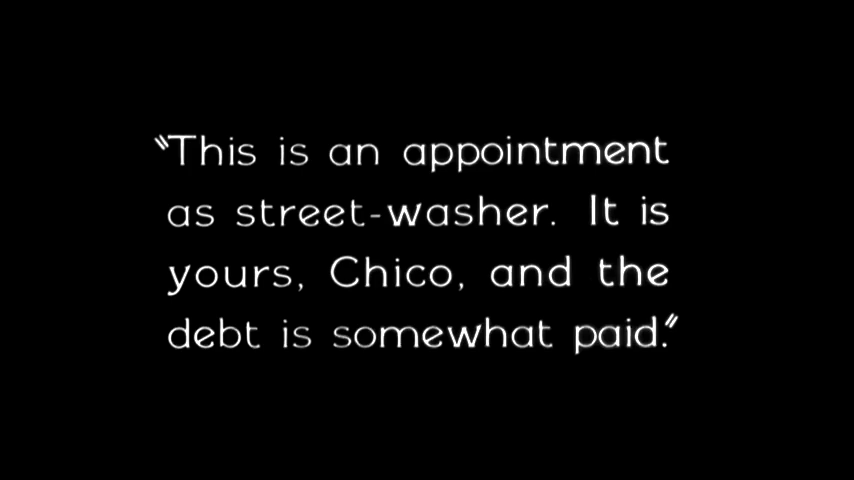 "This is an appointment
as street-washer. It is
yours, Chico, and the
debt is somewhat paid."